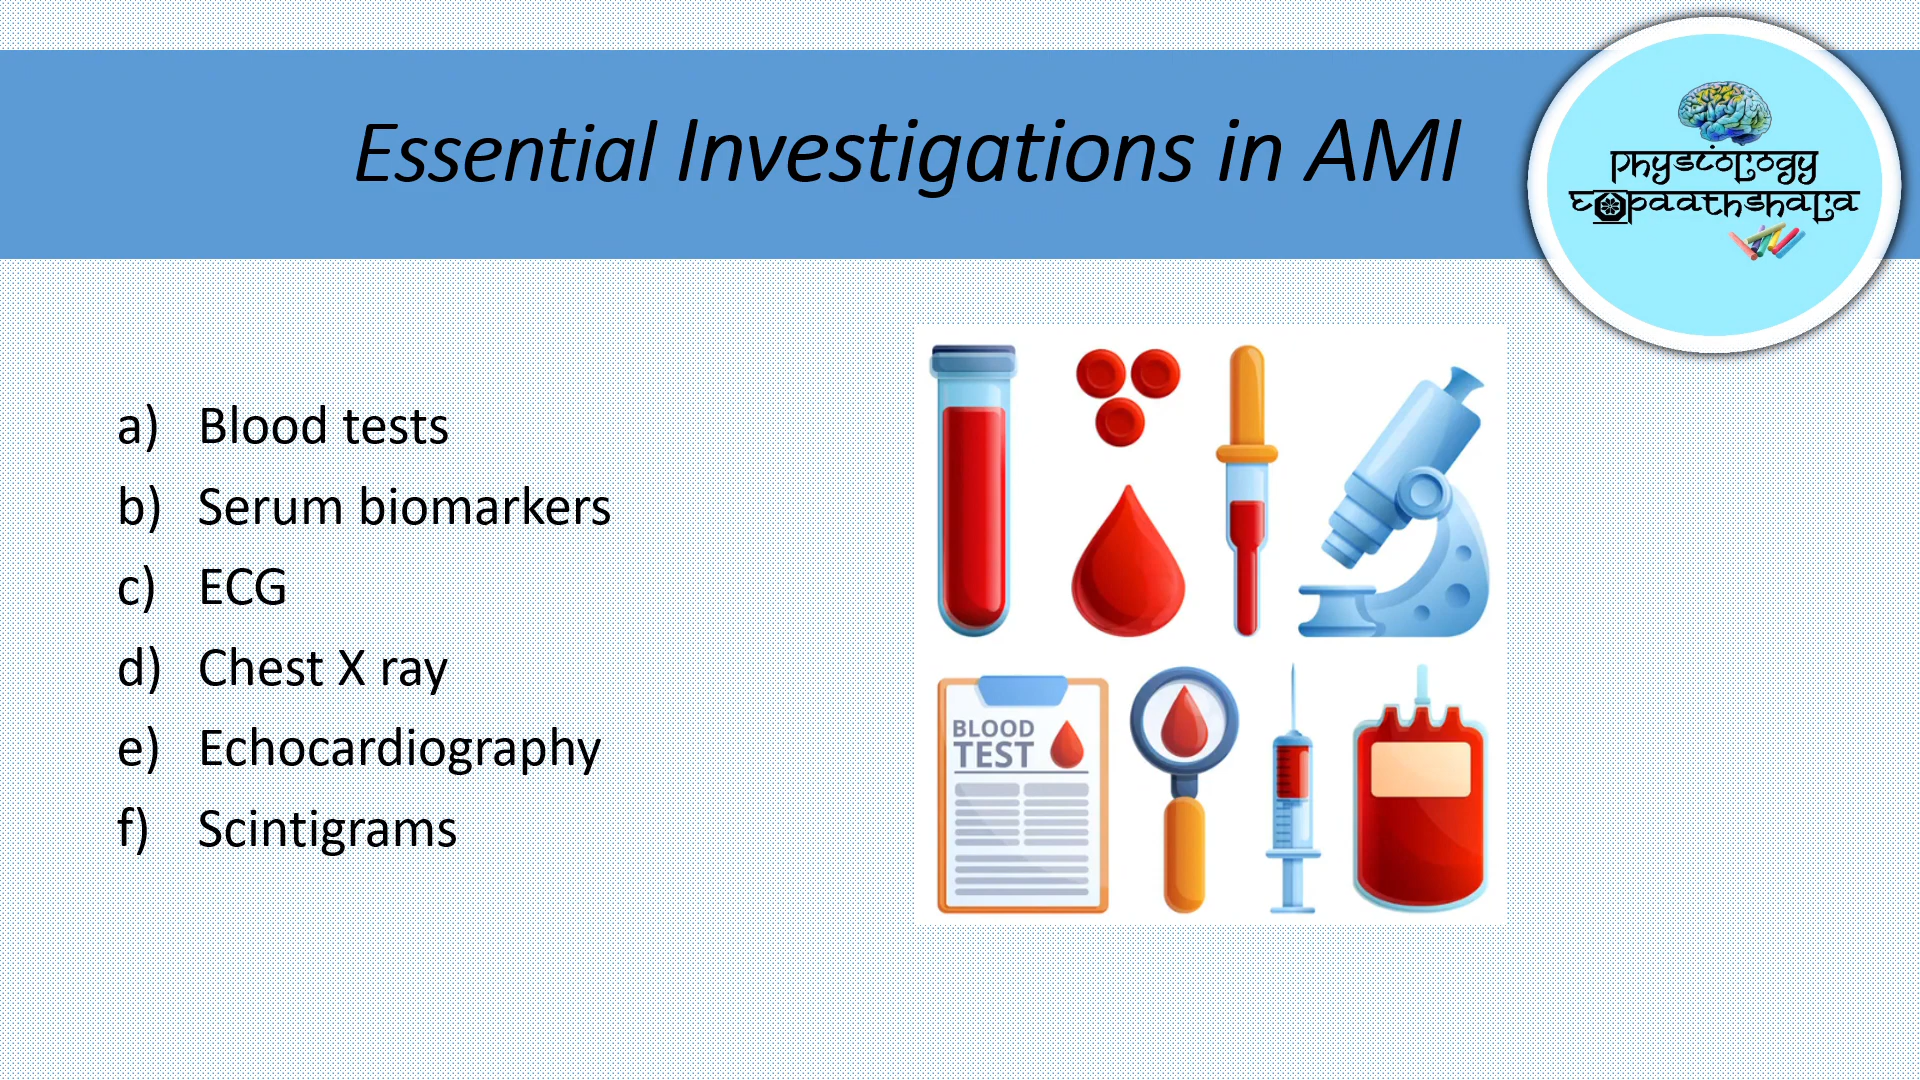 Essential Investigations in AMI
Physiology
E-paathshala
a) Blood tests
b) Serum biomarkers
c) ECG
d) Chest X ray
e) Echocardiography
f) Scintigrams
BLOOD
TEST